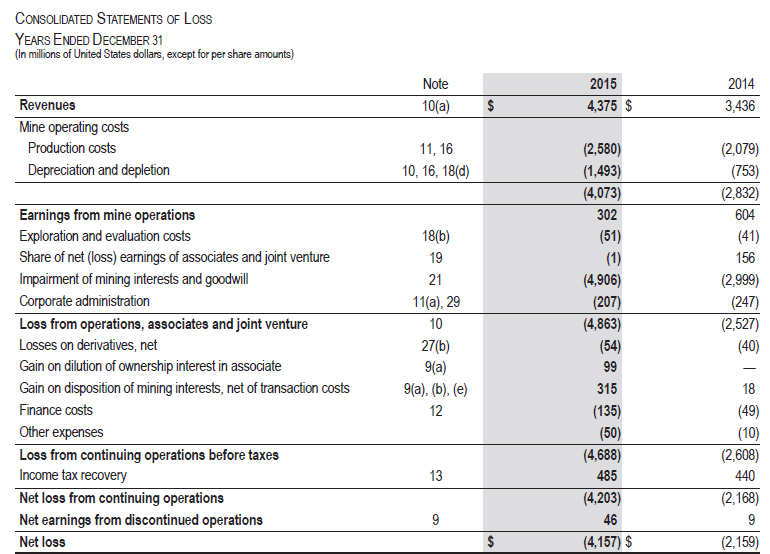 CONSOLIDATED STATEMENTS OF LOSS
YEARS ENDED DECEMBER 31
(In millions of United States dollars, except for per share amounts)
Note 2015 2014
Revenues 10(a) $ 4,375 $ 3,436
Mine operating costs
Production costs 11, 16 (2,580) (2,079)
Depreciation and depletion 10, 16, 18(d) (1,493) (753)
(4,073) (2,832)
Earnings from mine operations 302 604
Exploration and evaluation costs 18(b) (51) (41)
Share of net (loss) earnings of associates and joint venture 19 (1) 156
Impairment of mining interests and goodwill 21 (4,906) (2,999)
Corporate administration 11(a), 29 (207) (247)
Loss from operations, associates and joint venture 10 (4,863) (2,527)
Losses on derivatives, net 27(b) (54) (40)
Gain on dilution of ownership interest in associate 9(a) 99 —
Gain on disposition of mining interests, net of transaction costs 9(a), (b), (e) 315 18
Finance costs 12 (135) (49)
Other expenses (50) (10)
Loss from continuing operations before taxes (4,688) (2,608)
Income tax recovery 13 485 440
Net loss from continuing operations (4,203) (2,168)
Net earnings from discontinued operations 9 46 9
Net loss $ (4,157) $ (2,159)